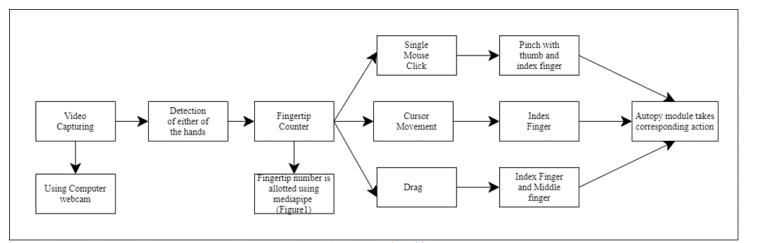 Single
Mouse
Click
Pinch with
thumb and
index finger
Video
Capturing
Detection
of either of
the hands
Fingertip
Counter
Cursor
Movement
Index
Finger
Autopy module takes
corresponding action
Using Computer
webcam
Fingertip number is
allotted using
mediapipe
(Figure1)
Drag
Index Finger
and Middle
finger